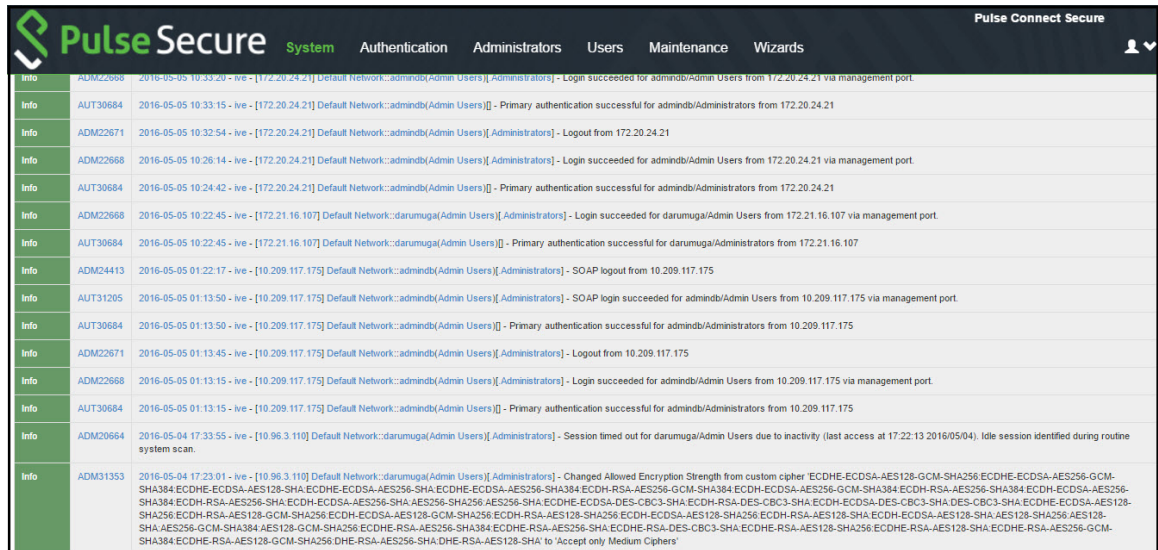 Pulse Connect Secure
Pulse Secure System Authentication Administrators Users Maintenance Wizards
Info ADM22668 2016-05-05 10:33:20 - ive - [172.20.24.21] Default Network::admindb(Admin Users)[.Administrators] - Login succeeded for admindb/Admin Users from 172.20.24.21 via management port.
Info AUT30684 2016-05-05 10:33:15 - ive - [172.20.24.21] Default Network::admindb(Admin Users)[] - Primary authentication successful for admindb/Administrators from 172.20.24.21
Info ADM22671 2016-05-05 10:32:54 - ive - [172.20.24.21] Default Network::admindb(Admin Users)[.Administrators] - Logout from 172.20.24.21
Info ADM22668 2016-05-05 10:26:14 - ive - [172.20.24.21] Default Network::admindb(Admin Users)[.Administrators] - Login succeeded for admindb/Admin Users from 172.20.24.21 via management port.
Info AUT30684 2016-05-05 10:24:42 - ive - [172.20.24.21] Default Network::admindb(Admin Users)[] - Primary authentication successful for admindb/Administrators from 172.20.24.21
Info ADM22668 2016-05-05 10:22:45 - ive - [172.21.16.107] Default Network::darumuga(Admin Users)[.Administrators] - Login succeeded for darumuga/Admin Users from 172.21.16.107 via management port.
Info AUT30684 2016-05-05 10:22:45 - ive - [172.21.16.107] Default Network::darumuga(Admin Users)[] - Primary authentication successful for darumuga/Administrators from 172.21.16.107
Info ADM24413 2016-05-05 01:22:17 - ive - [10.209.117.175] Default Network::admindb(Admin Users)[.Administrators] - SOAP logout from 10.209.117.175
Info AUT31205 2016-05-05 01:13:50 - ive - [10.209.117.175] Default Network::admindb(Admin Users)[.Administrators] - SOAP login succeeded for admindb/Admin Users from 10.209.117.175 via management port.
Info AUT30684 2016-05-05 01:13:50 - ive - [10.209.117.175] Default Network::admindb(Admin Users)[] - Primary authentication successful for admindb/Administrators from 10.209.117.175
Info ADM22671 2016-05-05 01:13:45 - ive - [10.209.117.175] Default Network::admindb(Admin Users)[.Administrators] - Logout from 10.209.117.175
Info ADM22668 2016-05-05 01:13:15 - ive - [10.209.117.175] Default Network::admindb(Admin Users)[.Administrators] - Login succeeded for admindb/Admin Users from 10.209.117.175 via management port.
Info AUT30684 2016-05-05 01:13:15 - ive - [10.209.117.175] Default Network::admindb(Admin Users)[] - Primary authentication successful for admindb/Administrators from 10.209.117.175
Info ADM20664 2016-05-04 17:33:55 - ive - [10.96.3.110] Default Network::darumuga(Admin Users)[.Administrators] - Session timed out for darumuga/Admin Users due to inactivity (last access at 17:22:13 2016/05/04). Idle session identified during routine
system scan.
Info ADM31353 2016-05-04 17:23:01 - ive - [10.96.3.110] Default Network::darumuga(Admin Users)[.Administrators] - Changed Allowed Encryption Strength from custom cipher 'ECDHE-ECDSA-AES128-GCM-SHA256:ECDHE-ECDSA-AES256-GCM-
SHA384:ECDHE-ECDSA-AES128-SHA:ECDHE-ECDSA-AES256-SHA:ECDHE-ECDSA-AES256-SHA384:ECDH-RSA-AES256-GCM-SHA384:ECDH-ECDSA-AES256-GCM-SHA384:ECDH-RSA-AES256-SHA384:ECDH-ECDSA-AES256-
SHA384:ECDH-RSA-AES256-SHA:ECDH-ECDSA-AES256-SHA:AES256-SHA256:AES256-SHA:ECDHE-ECDSA-DES-CBC3-SHA:ECDH-RSA-DES-CBC3-SHA:ECDH-ECDSA-DES-CBC3-SHA:DES-CBC3-SHA:ECDHE-ECDSA-AES128-
SHA256:ECDH-RSA-AES128-GCM-SHA256:ECDH-ECDSA-AES128-GCM-SHA256:ECDH-RSA-AES128-SHA256:ECDH-ECDSA-AES128-SHA256:ECDH-RSA-AES128-SHA:ECDH-ECDSA-AES128-SHA:AES128-SHA256:AES128-
SHA:AES256-GCM-SHA384:AES128-GCM-SHA256:ECDHE-RSA-AES256-SHA384:ECDHE-RSA-AES256-SHA:ECDHE-RSA-DES-CBC3-SHA:ECDHE-RSA-AES128-SHA256:ECDHE-RSA-AES128-SHA:ECDHE-RSA-AES256-GCM-
SHA384:ECDHE-RSA-AES128-GCM-SHA256:DHE-RSA-AES256-SHA:DHE-RSA-AES128-SHA' to 'Accept only Medium Ciphers'